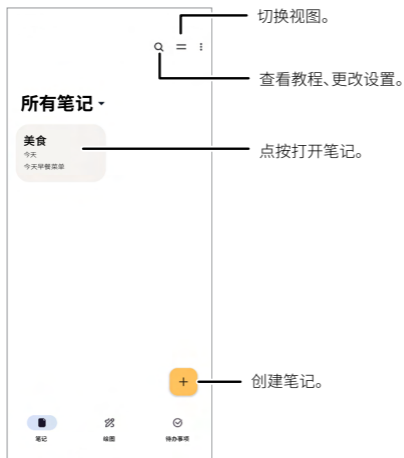 切换视图。
查看教程、更改设置。
所有笔记
美食
今天
今天早餐菜单
点按打开笔记。
创建笔记。
笔记
绘图
待办事项